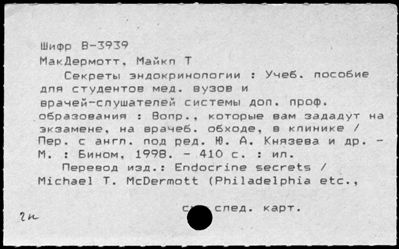 Шифр В-3939
МакДермотт, Майкл Т
Секреты эндокринологии : Учеб. пособие
для студентов мед. вузов и
врачей-слушателей системы доп. проф.
образования : Вопр., которые вам зададут на
экзамене, на врачеб. обходе, в клинике /
Пер. с англ. под ред. Ю. А. Князева и др. -
М. : Бином, 1998. - 410 с. : ил.
Перевод изд.: Endocrine secrets /
Michael T. McDermott (Philadelphia etc.,
след. карт.
2н